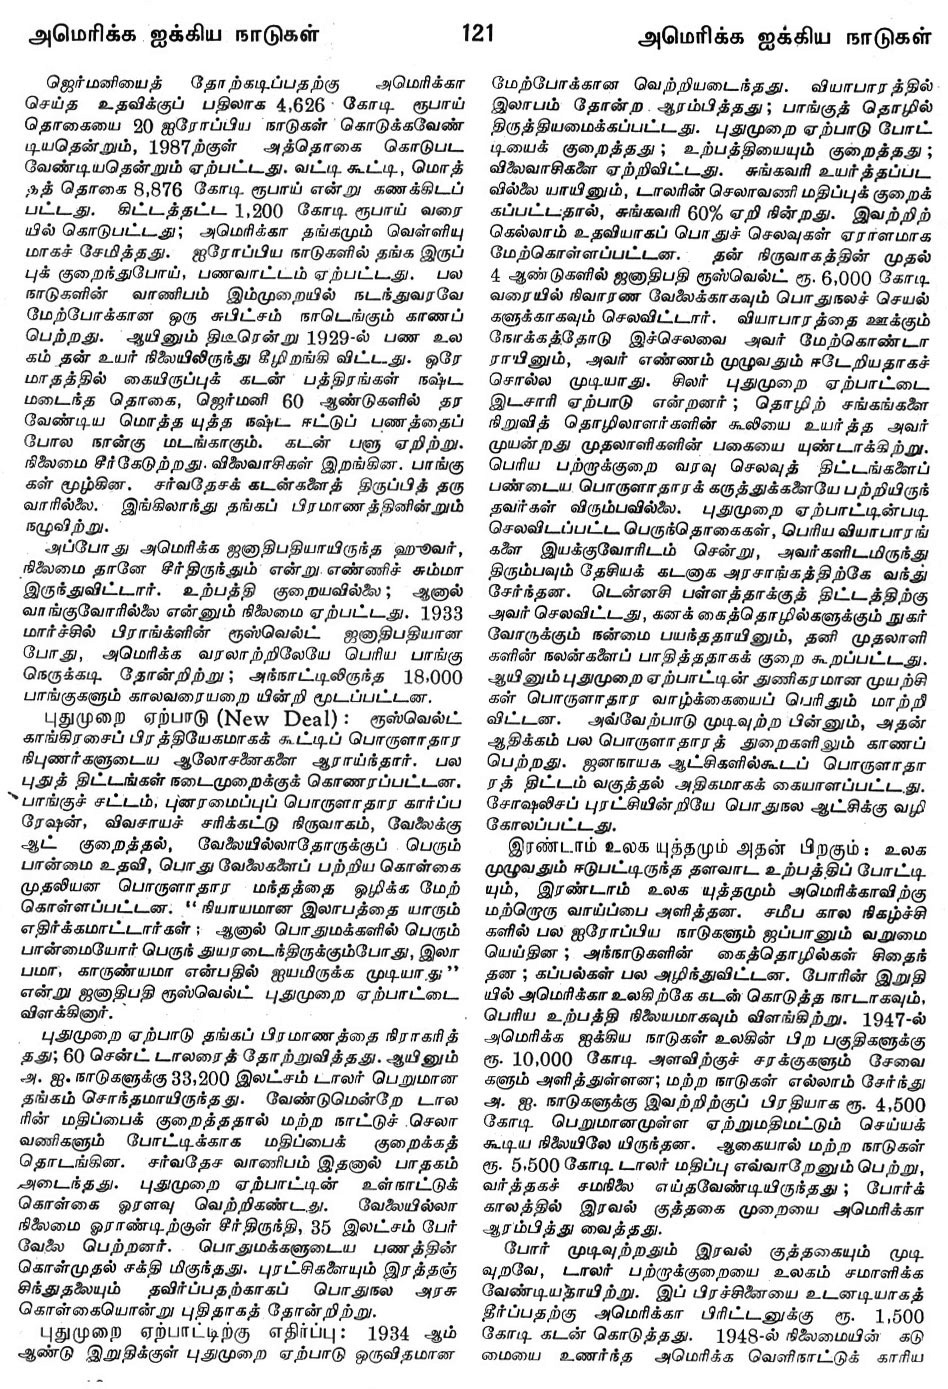 அமெரிக்க ஐக்கிய நாடுகள்
121
அமெரிக்க ஐக்கிய நாடுகள்
ஜெர்மனியைத் தோற்கடிப்பதற்கு அமெரிக்கா
செய்த உதவிக்குப் பதிலாக 4,626 கோடி ரூபாய்
தொகையை 20 ஐரோப்பிய நாடுகள் கொடுக்கவேண்
டியதென்றும், 1987ற்குள் அத்தொகை கொடுபட
வேண்டியதென்றும் ஏற்பட்டது. வட்டி கூட்டி, மொத்
தத் தொகை 8,876 கோடி ரூபாய் என்று கணக்கிடப்
பட்டது. கிட்டத்தட்ட 1,200 கோடி ரூபாய் வரை
யில் கொடுபட்டது; அமெரிக்கா தங்கமும் வெள்ளியு
மாகச் சேமித்தது. ஐரோப்பிய நாடுகளில் தங்க இருப்
புக் குறைந்துபோய், பணவாட்டம் ஏற்பட்டது. பல
நாடுகளின் வாணிபம் இம்முறையில் நடந்துவரவே
மேற்போக்கான ஒரு சுபிட்சம் நாடெங்கும் காணப்
பெற்றது. ஆயினும் திடீரென்று 1929-ல் பண உல
கம் தன் உயர் நிலையிலிருந்து கீழிறங்கி விட்டது. ஒரே
மாதத்தில் கையிருப்புக் கடன் பத்திரங்கள் நஷ்ட
மடைந்த தொகை, ஜெர்மனி 60 ஆண்டுகளில் தர
வேண்டிய மொத்த யுத்த நஷ்ட ஈட்டுப் பணத்தைப்
போல நான்கு மடங்காகும். கடன் பளு ஏறிற்று.
நிலைமை சீர்கேடுற்றது. விலைவாசிகள் இறங்கின. பாங்கு
கள் மூழ்கின. சர்வதேசக் கடன்களைத் திருப்பித் தரு
வாரில்லை. இங்கிலாந்து தங்கப் பிரமாணத்தினின்றும்
நழுவிற்று.
அப்போது அமெரிக்க ஜனாதிபதியாயிருந்த ஹூவர்,
நிலைமை தானே சீர்திருந்தும் என்று எண்ணிச் சும்மா
இருந்துவிட்டார். உற்பத்தி குறையவில்லை; ஆனால்
வாங்குவோரில்லை என்னும் நிலைமை ஏற்பட்டது. 1933
மார்ச்சில் பிராங்க்ளின் ரூஸ்வெல்ட் ஜனாதிபதியான
போது, அமெரிக்க வரலாற்றிலேயே பெரிய பாங்கு
நெருக்கடி தோன்றிற்று; அந்நாட்டிலிருந்த 18,000
பாங்குகளும் காலவரையறை யின்றி மூடப்பட்டன.
புதுமுறை ஏற்பாடு (New Deal): ரூஸ்வெல்ட்
காங்கிரசைப் பிரத்தியேகமாகக் கூட்டிப் பொருளாதார
நிபுணர்களுடைய ஆலோசனைகளை ஆராய்ந்தார். பல
புதுத் திட்டங்கள் நடைமுறைக்குக் கொணரப்பட்டன.
பாங்குச் சட்டம், புனரமைப்புப் பொருளாதார கார்ப்ப
ரேஷன், விவசாயச் சரிக்கட்டு நிருவாகம், வேலைக்கு
ஆட் குறைத்தல், வேலையில்லாதோருக்குப் பெரும்
பான்மை உதவி, பொது வேலைகளைப் பற்றிய கொள்கை
முதலியன பொருளாதார மந்தத்தை ஒழிக்க மேற்
கொள்ளப்பட்டன. "நியாயமான இலாபத்தை யாரும்
எதிர்க்கமாட்டார்கள்; ஆனால் பொதுமக்களில் பெரும்
பான்மையோர் பெருந் துயரடைந்திருக்கும்போது, இலா
பமா, காருண்யமா என்பதில் ஐயமிருக்க முடியாது"
என்று ஜனாதிபதி ரூஸ்வெல்ட் புதுமுறை ஏற்பாட்டை
விளக்கினார்.
புதுமுறை ஏற்பாடு தங்கப் பிரமாணத்தை நிராகரித்
தது; 60 சென்ட் டாலரைத் தோற்றுவித்தது. ஆயினும்
அ. ஐ. நாடுகளுக்கு 33,200 இலட்சம் டாலர் பெறுமான
தங்கம் சொந்தமாயிருந்தது. வேண்டுமென்றே டால
ரின் மதிப்பைக் குறைத்ததால் மற்ற நாட்டுச் செலா
வணிகளும் போட்டிக்காக மதிப்பைக் குறைக்கத்
தொடங்கின. சர்வதேச வாணிபம் இதனால் பாதகம்
அடைந்தது. புதுமுறை ஏற்பாட்டின் உள்நாட்டுக்
கொள்கை ஓரளவு வெற்றிகண்டது. வேலையில்லா
நிலைமை ஓராண்டிற்குள் சீர்திருந்தி, 35 இலட்சம் பேர்
வேலை பெற்றனர். பொதுமக்களுடைய பணத்தின்
கொள்முதல் சக்தி மிகுந்தது. புரட்சிகளையும் இரத்தஞ்
சிந்துதலையும் தவிர்ப்பதற்காகப் பொதுநல அரசு
கொள்கையொன்று புதிதாகத் தோன்றிற்று.
புதுமுறை ஏற்பாட்டிற்கு எதிர்ப்பு: 1934 ஆம்
ஆண்டு இறுதிக்குள் புதுமுறை ஏற்பாடு ஒருவிதமான
மேற்போக்கான வெற்றியடைந்தது. வியாபாரத்தில்
இலாபம் தோன்ற ஆரம்பித்தது; பாங்குத் தொழில்
திருத்தியமைக்கப்பட்டது. புதுமுறை ஏற்பாடு போட்
டியைக் குறைத்தது; உற்பத்தியையும் குறைத்தது;
விலைவாசிகளை ஏற்றிவிட்டது. சுங்கவரி உயர்த்தப்பட
வில்லை யாயினும், டாலரின் செலாவணி மதிப்புக் குறைக்
கப்பட்டதால், சுங்கவரி 60% ஏறி நின்றது. இவற்றிற்
கெல்லாம் உதவியாகப் பொதுச் செலவுகள் ஏராளமாக
மேற்கொள்ளப்பட்டன. தன் நிருவாகத்தின் முதல்
4 ஆண்டுகளில் ஜனாதிபதி ரூஸ்வெல்ட் ரூ. 6,000 கோடி
வரையில் நிவாரண வேலைக்காகவும் பொதுநலச் செயல்
களுக்காகவும் செலவிட்டார். வியாபாரத்தை ஊக்கும்
நோக்கத்தோடு இச்செலவை அவர் மேற்கொண்டா
ராயினும், அவர் எண்ணம் முழுவதும் ஈடேறியதாகச்
சொல்ல முடியாது. சிலர் புதுமுறை ஏற்பாட்டை
இடசாரி ஏற்பாடு என்றனர்; தொழிற் சங்கங்களை
நிறுவித் தொழிலாளர்களின் கூலியை உயர்த்த அவர்
முயன்றது முதலாளிகளின் பகையை யுண்டாக்கிற்று.
பெரிய பற்றாக்குறை வரவு செலவுத் திட்டங்களைப்
பண்டைய பொருளாதாரக் கருத்துக்களையே பற்றியிருந்
தவர்கள் விரும்பவில்லை. புதுமுறை ஏற்பாட்டின்படி
செலவிடப்பட்ட பெருந்தொகைகள், பெரிய வியாபாரங்
களை இயக்குவோரிடம் சென்று, அவர்களிடமிருந்து
திரும்பவும் தேசியக் கடனாக அரசாங்கத்திற்கே வந்து
சேர்ந்தன. டென்னசி பள்ளத்தாக்குத் திட்டத்திற்கு
அவர் செலவிட்டது, கனக் கைத்தொழில்களுக்கும் நுகர்
வோருக்கும் நன்மை பயந்ததாயினும், தனி முதலாளி
களின் நலன்களைப் பாதித்ததாகக் குறை கூறப்பட்டது.
ஆயினும் புதுமுறை ஏற்பாட்டின் துணிகரமான முயற்சி
கள் பொருளாதார வாழ்க்கையைப் பெரிதும் மாற்றி
விட்டன. அவ்வேற்பாடு முடிவுற்ற பின்னும், அதன்
ஆதிக்கம் பல பொருளாதாரத் துறைகளிலும் காணப்
பெற்றது. ஜனநாயக ஆட்சிகளில்கூடப் பொருளாதா
ரத் திட்டம் வகுத்தல் அதிகமாகக் கையாளப்பட்டது.
சோஷலிசப் புரட்சியின்றியே பொதுநல ஆட்சிக்கு வழி
கோலப்பட்டது.
இரண்டாம் உலக யுத்தமும் அதன் பிறகும்: உலக
முழுவதும் ஈடுபட்டிருந்த தளவாட உற்பத்திப் போட்டி
யும், இரண்டாம் உலக யுத்தமும் அமெரிக்காவிற்கு
மற்றொரு வாய்ப்பை அளித்தன. சமீப கால நிகழ்ச்சி
களில் பல ஐரோப்பிய நாடுகளும் ஜப்பானும் வறுமை
யெய்தின; அந்நாடுகளின் கைத்தொழில்கள் சிதைந்
தன; கப்பல்கள் பல அழிந்துவிட்டன. போரின் இறுதி
யில் அமெரிக்கா உலகிற்கே கடன் கொடுத்த நாடாகவும்,
பெரிய உற்பத்தி நிலையமாகவும் விளங்கிற்று. 1947-ல்
அமெரிக்க ஐக்கிய நாடுகள் உலகின் பிற பகுதிகளுக்கு
ரூ. 10,000 கோடி அளவிற்குச் சரக்குகளும் சேவை
களும் அளித்துள்ளன; மற்ற நாடுகள் எல்லாம் சேர்ந்து
அ. ஐ. நாடுகளுக்கு இவற்றிற்குப் பிரதியாக ரூ. 4,500
கோடி பெறுமானமுள்ள ஏற்றுமதிமட்டும் செய்யக்
கூடிய நிலையிலே யிருந்தன. ஆகையால் மற்ற நாடுகள்
ரூ. 5,500 கோடி டாலர் மதிப்பு எவ்வாறேனும் பெற்று,
வர்த்தகச் சமநிலை எய்தவேண்டியிருந்தது; போர்க்
காலத்தில் இரவல் குத்தகை முறையை அமெரிக்கா
ஆரம்பித்து வைத்தது.
போர் முடிவுற்றதும் இரவல் குத்தகையும் முடி
வுறவே, டாலர் பற்றாக்குறையை உலகம் சமாளிக்க
வேண்டியதாயிற்று. இப் பிரச்சினையை உடனடியாகத்
தீர்ப்பதற்கு அமெரிக்கா பிரிட்டனுக்கு ரூ. 1,500
கோடி கடன் கொடுத்தது. 1948-ல் நிலைமையின் கடு
மையை உணர்ந்த அமெரிக்க வெளிநாட்டுக் காரிய